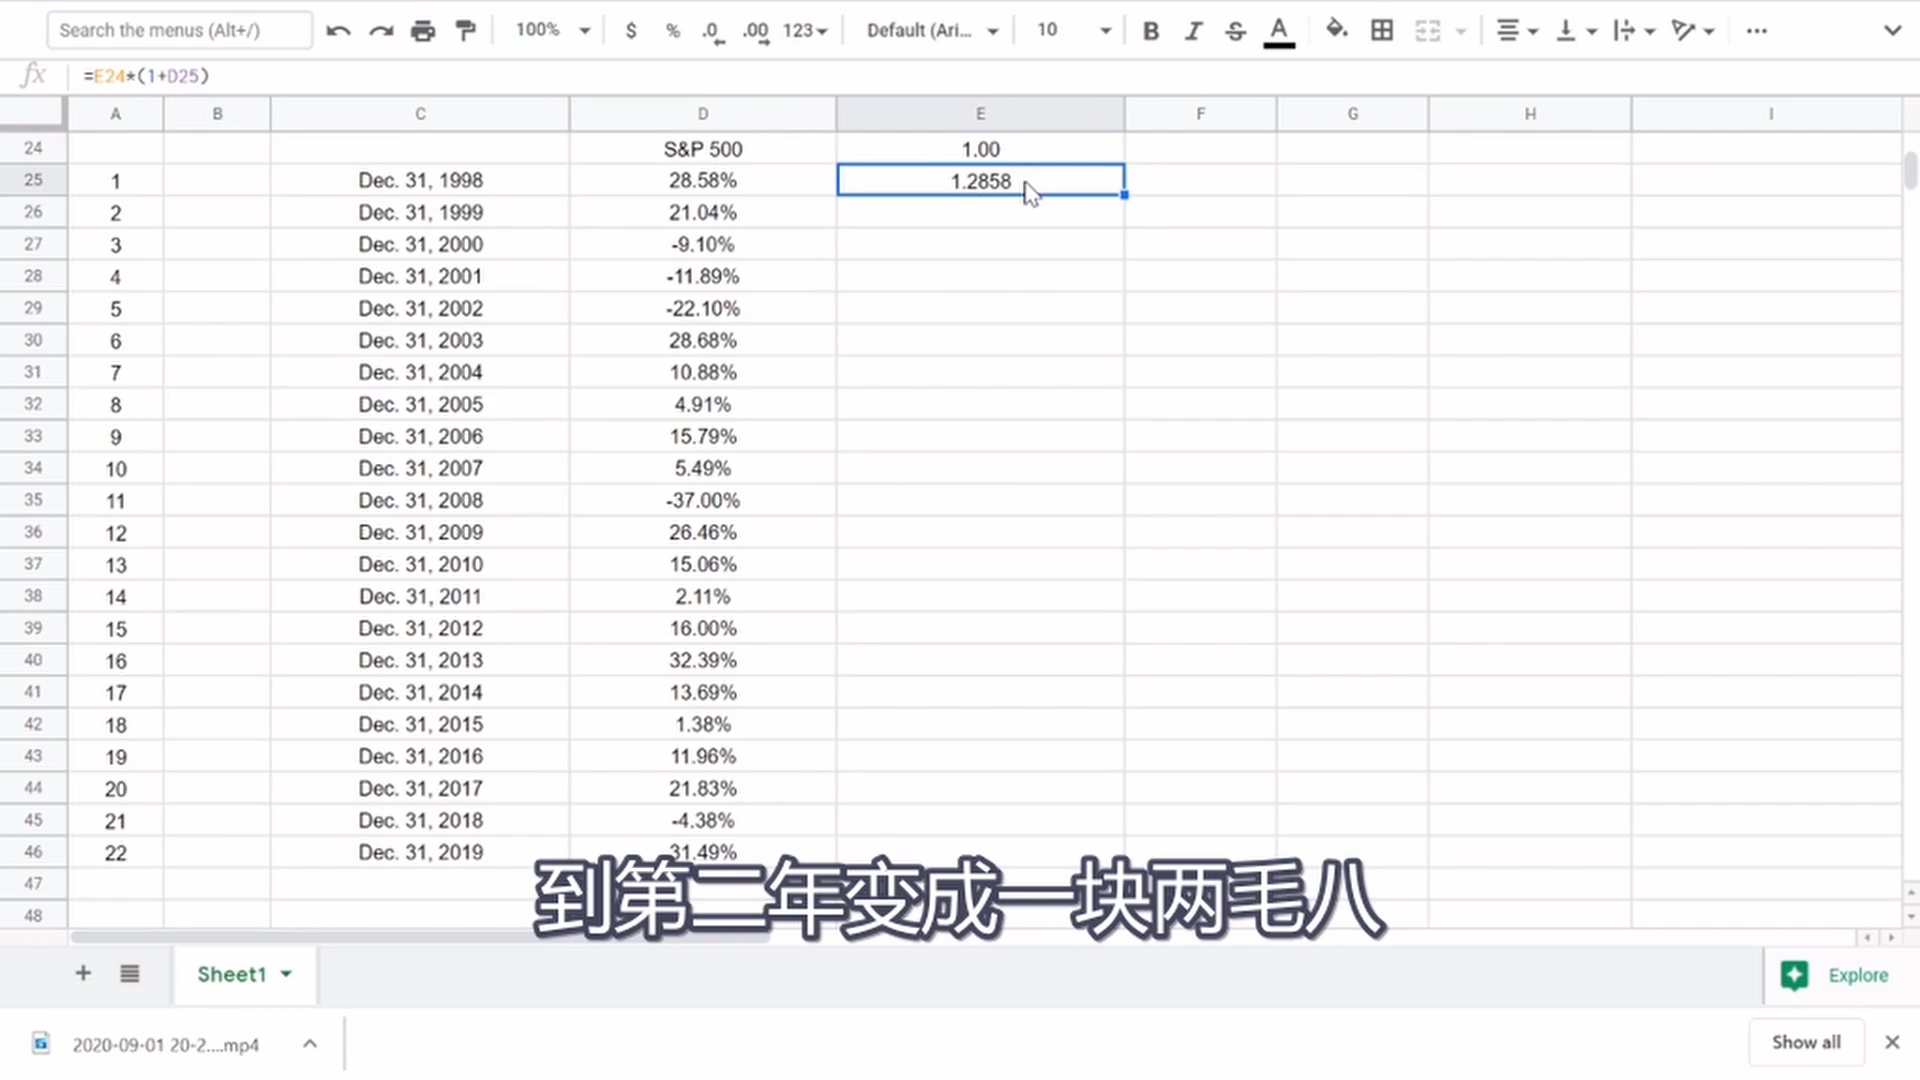 Search the menus (Alt+/)
100%
$ % .0 .00 123
Default (Ari...
10
B I S A
fx =E24*(1+D25)
A B C D E F G H I
24 S&P 500 1.00
25 1 Dec. 31, 1998 28.58% 1.2858
26 2 Dec. 31, 1999 21.04%
27 3 Dec. 31, 2000 -9.10%
28 4 Dec. 31, 2001 -11.89%
29 5 Dec. 31, 2002 -22.10%
30 6 Dec. 31, 2003 28.68%
31 7 Dec. 31, 2004 10.88%
32 8 Dec. 31, 2005 4.91%
33 9 Dec. 31, 2006 15.79%
34 10 Dec. 31, 2007 5.49%
35 11 Dec. 31, 2008 -37.00%
36 12 Dec. 31, 2009 26.46%
37 13 Dec. 31, 2010 15.06%
38 14 Dec. 31, 2011 2.11%
39 15 Dec. 31, 2012 16.00%
40 16 Dec. 31, 2013 32.39%
41 17 Dec. 31, 2014 13.69%
42 18 Dec. 31, 2015 1.38%
43 19 Dec. 31, 2016 11.96%
44 20 Dec. 31, 2017 21.83%
45 21 Dec. 31, 2018 -4.38%
46 22 Dec. 31, 2019 31.49%
47
48
到第二年变成一块两毛八
Sheet1
Explore
2020-09-01 20-2....mp4
Show all